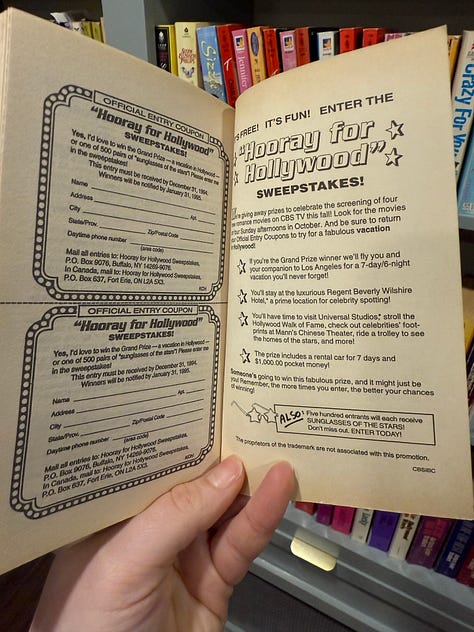 OFFICIAL ENTRY COUPON
"Hooray for Hollywood"
SWEEPSTAKES!
Yes, I'd love to win the Grand Prize — a vacation in Hollywood —
or one of 500 pairs of "sunglasses of the stars"! Please enter me
in the sweepstakes!
This entry must be received by December 31, 1994.
Winners will be notified by January 31, 1995.
Name
Address Apt.
City
State/Prov. Zip/Postal Code
Daytime phone number
(area code)
Mail all entries to: Hooray for Hollywood Sweepstakes,
P.O. Box 9076, Buffalo, NY 14269-9076.
In Canada, mail to: Hooray for Hollywood Sweepstakes,
P.O. Box 637, Fort Erie, ON L2A 5X3.
KCH
OFFICIAL ENTRY COUPON
"Hooray for Hollywood"
SWEEPSTAKES!
Yes, I'd love to win the Grand Prize — a vacation in Hollywood —
or one of 500 pairs of "sunglasses of the stars"! Please enter me
in the sweepstakes!
This entry must be received by December 31, 1994.
Winners will be notified by January 31, 1995.
Name
Address Apt.
City
State/Prov. Zip/Postal Code
Daytime phone number
(area code)
Mail all entries to: Hooray for Hollywood Sweepstakes,
P.O. Box 9076, Buffalo, NY 14269-9076.
In Canada, mail to: Hooray for Hollywood Sweepstakes,
P.O. Box 637, Fort Erie, ON L2A 5X3.
KCH
FREE! IT'S FUN! ENTER THE
"Hooray for
Hollywood"
SWEEPSTAKES!
giving away prizes to celebrate the screening of four
romance movies on CBS TV this fall! Look for the movies
Sunday afternoons in October. And be sure to return
Official Entry Coupons to try for a fabulous vacation
Hollywood!
If you're the Grand Prize winner we'll fly you and
your companion to Los Angeles for a 7-day/6-night
vacation you'll never forget!
You'll stay at the luxurious Regent Beverly Wilshire
Hotel,* a prime location for celebrity spotting!
You'll have time to visit Universal Studios,* stroll the
Hollywood Walk of Fame, check out celebrities' foot-
prints at Mann's Chinese Theater, ride a trolley to see
the homes of the stars, and more!
The prize includes a rental car for 7 days and
$1,000.00 pocket money!
Someone's going to win this fabulous prize, and it might just be
you! Remember, the more times you enter, the better your chances
of winning!
ALSO! Five hundred entrants will each receive
SUNGLASSES OF THE STARS!
Don't miss out. ENTER TODAY!
The proprietors of the trademark are not associated with this promotion.
CBSIBC
Jennifer
Crazy For